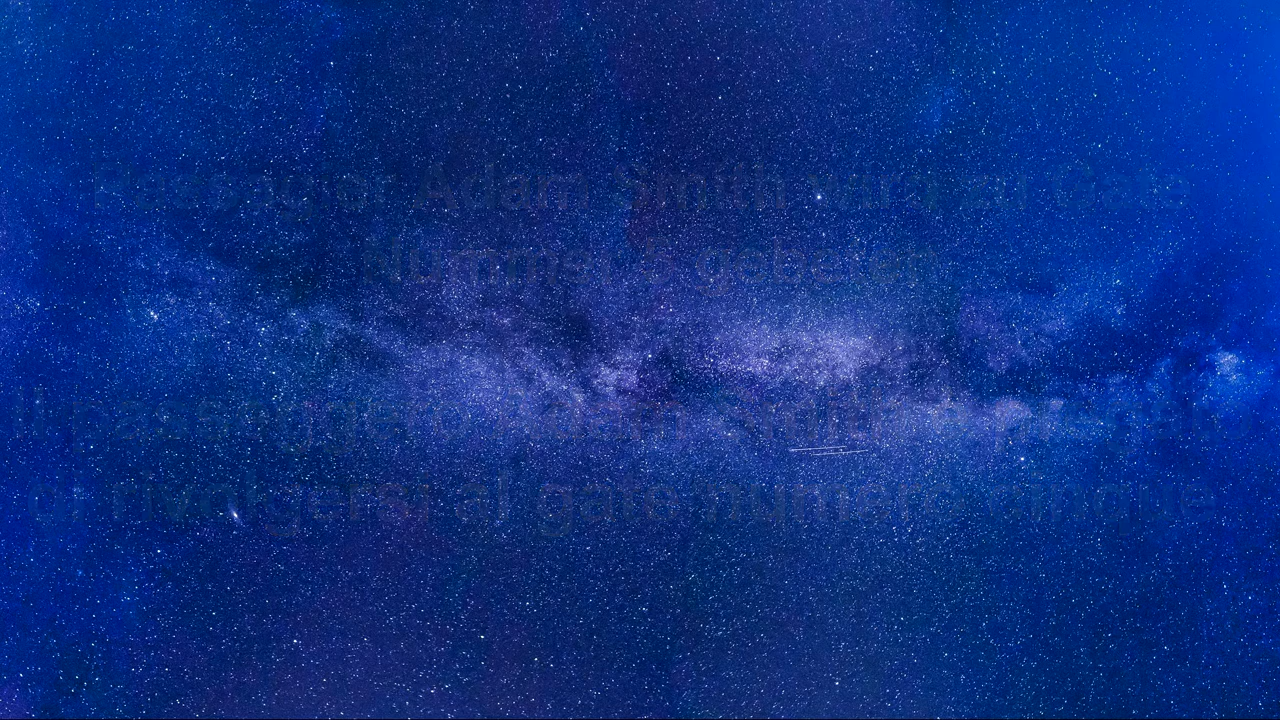 Passagier Adam Smith wird zu Gate
Nummer 5 gebeten
Il passeggero Adam Smith è pregato
di rivolgersi al gate numero cinque